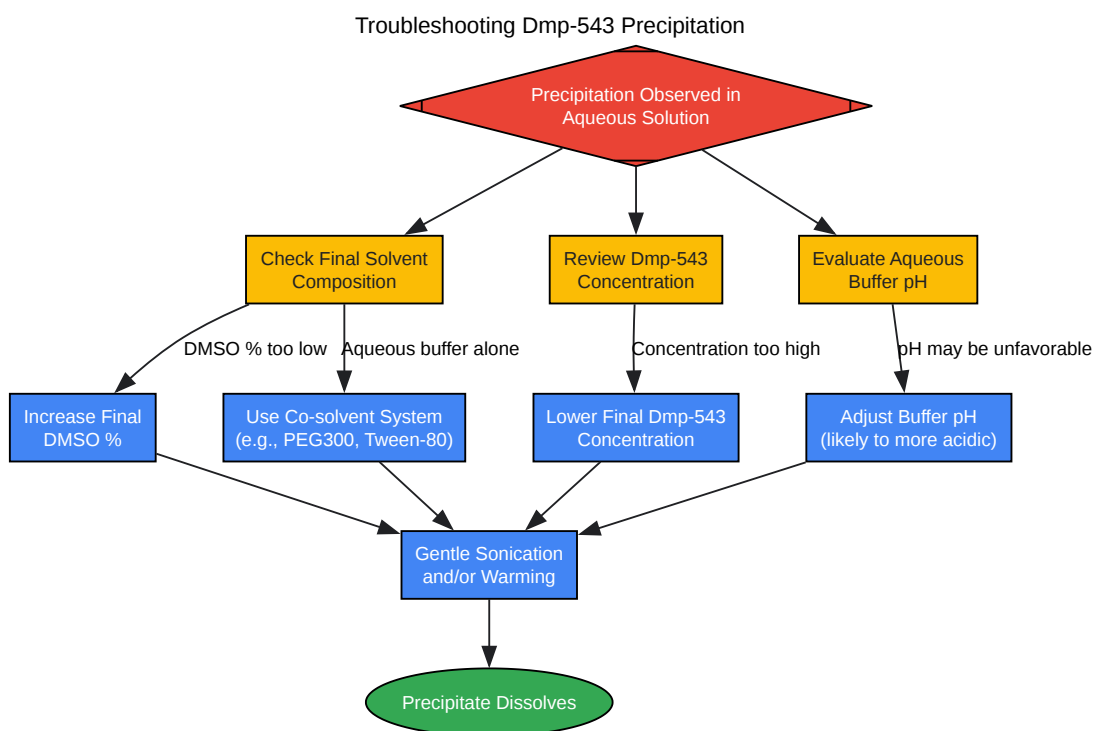 Troubleshooting Dmp-543 Precipitation
Precipitation Observed in
Aqueous Solution
Check Final Solvent
Composition
Review Dmp-543
Concentration
Evaluate Aqueous
Buffer pH
DMSO % too low
Aqueous buffer alone
Concentration too high
pH may be unfavorable
Increase Final
DMSO %
Use Co-solvent System
(e.g., PEG300, Tween-80)
Lower Final Dmp-543
Concentration
Adjust Buffer pH
(likely to more acidic)
Gentle Sonication
and/or Warming
Precipitate Dissolves